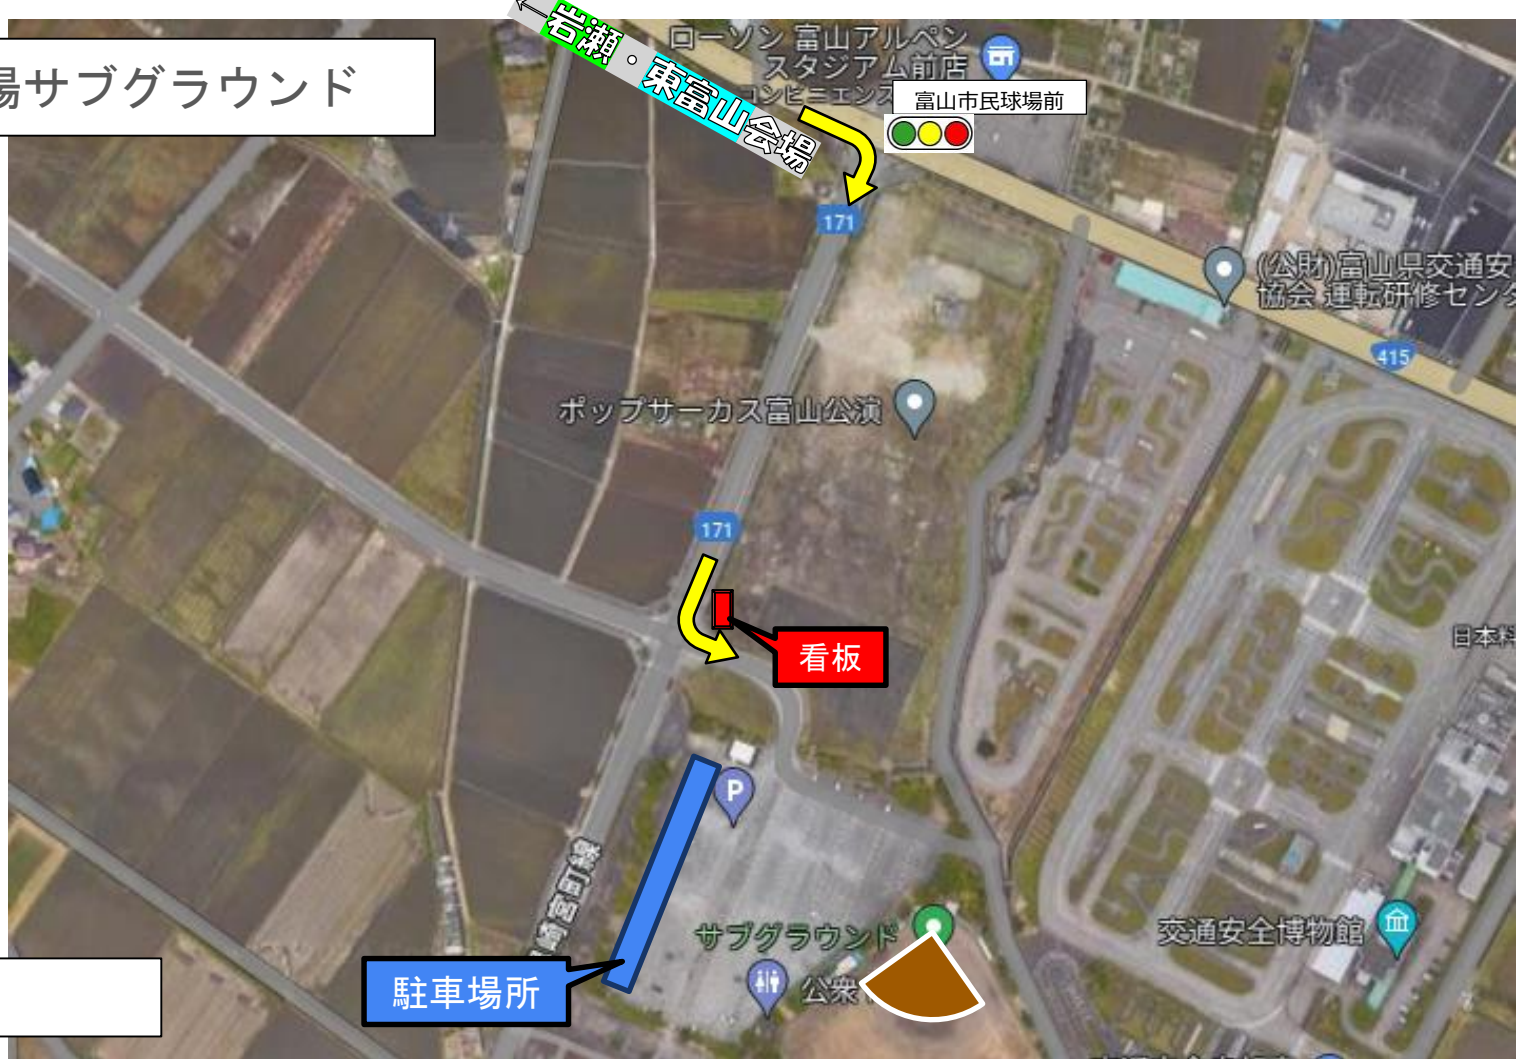 ←岩瀬・東富山会場
ローソン 富山アルペン
スタジアム前店
コンビニエンス
富山市民球場前
場サブグラウンド
171
(公財)富山県交通安
協会 運転研修センタ
415
ポップサーカス富山公演
171
看板
日本料
P
宮町線
サブグラウンド
交通安全博物館
駐車場所
公衆